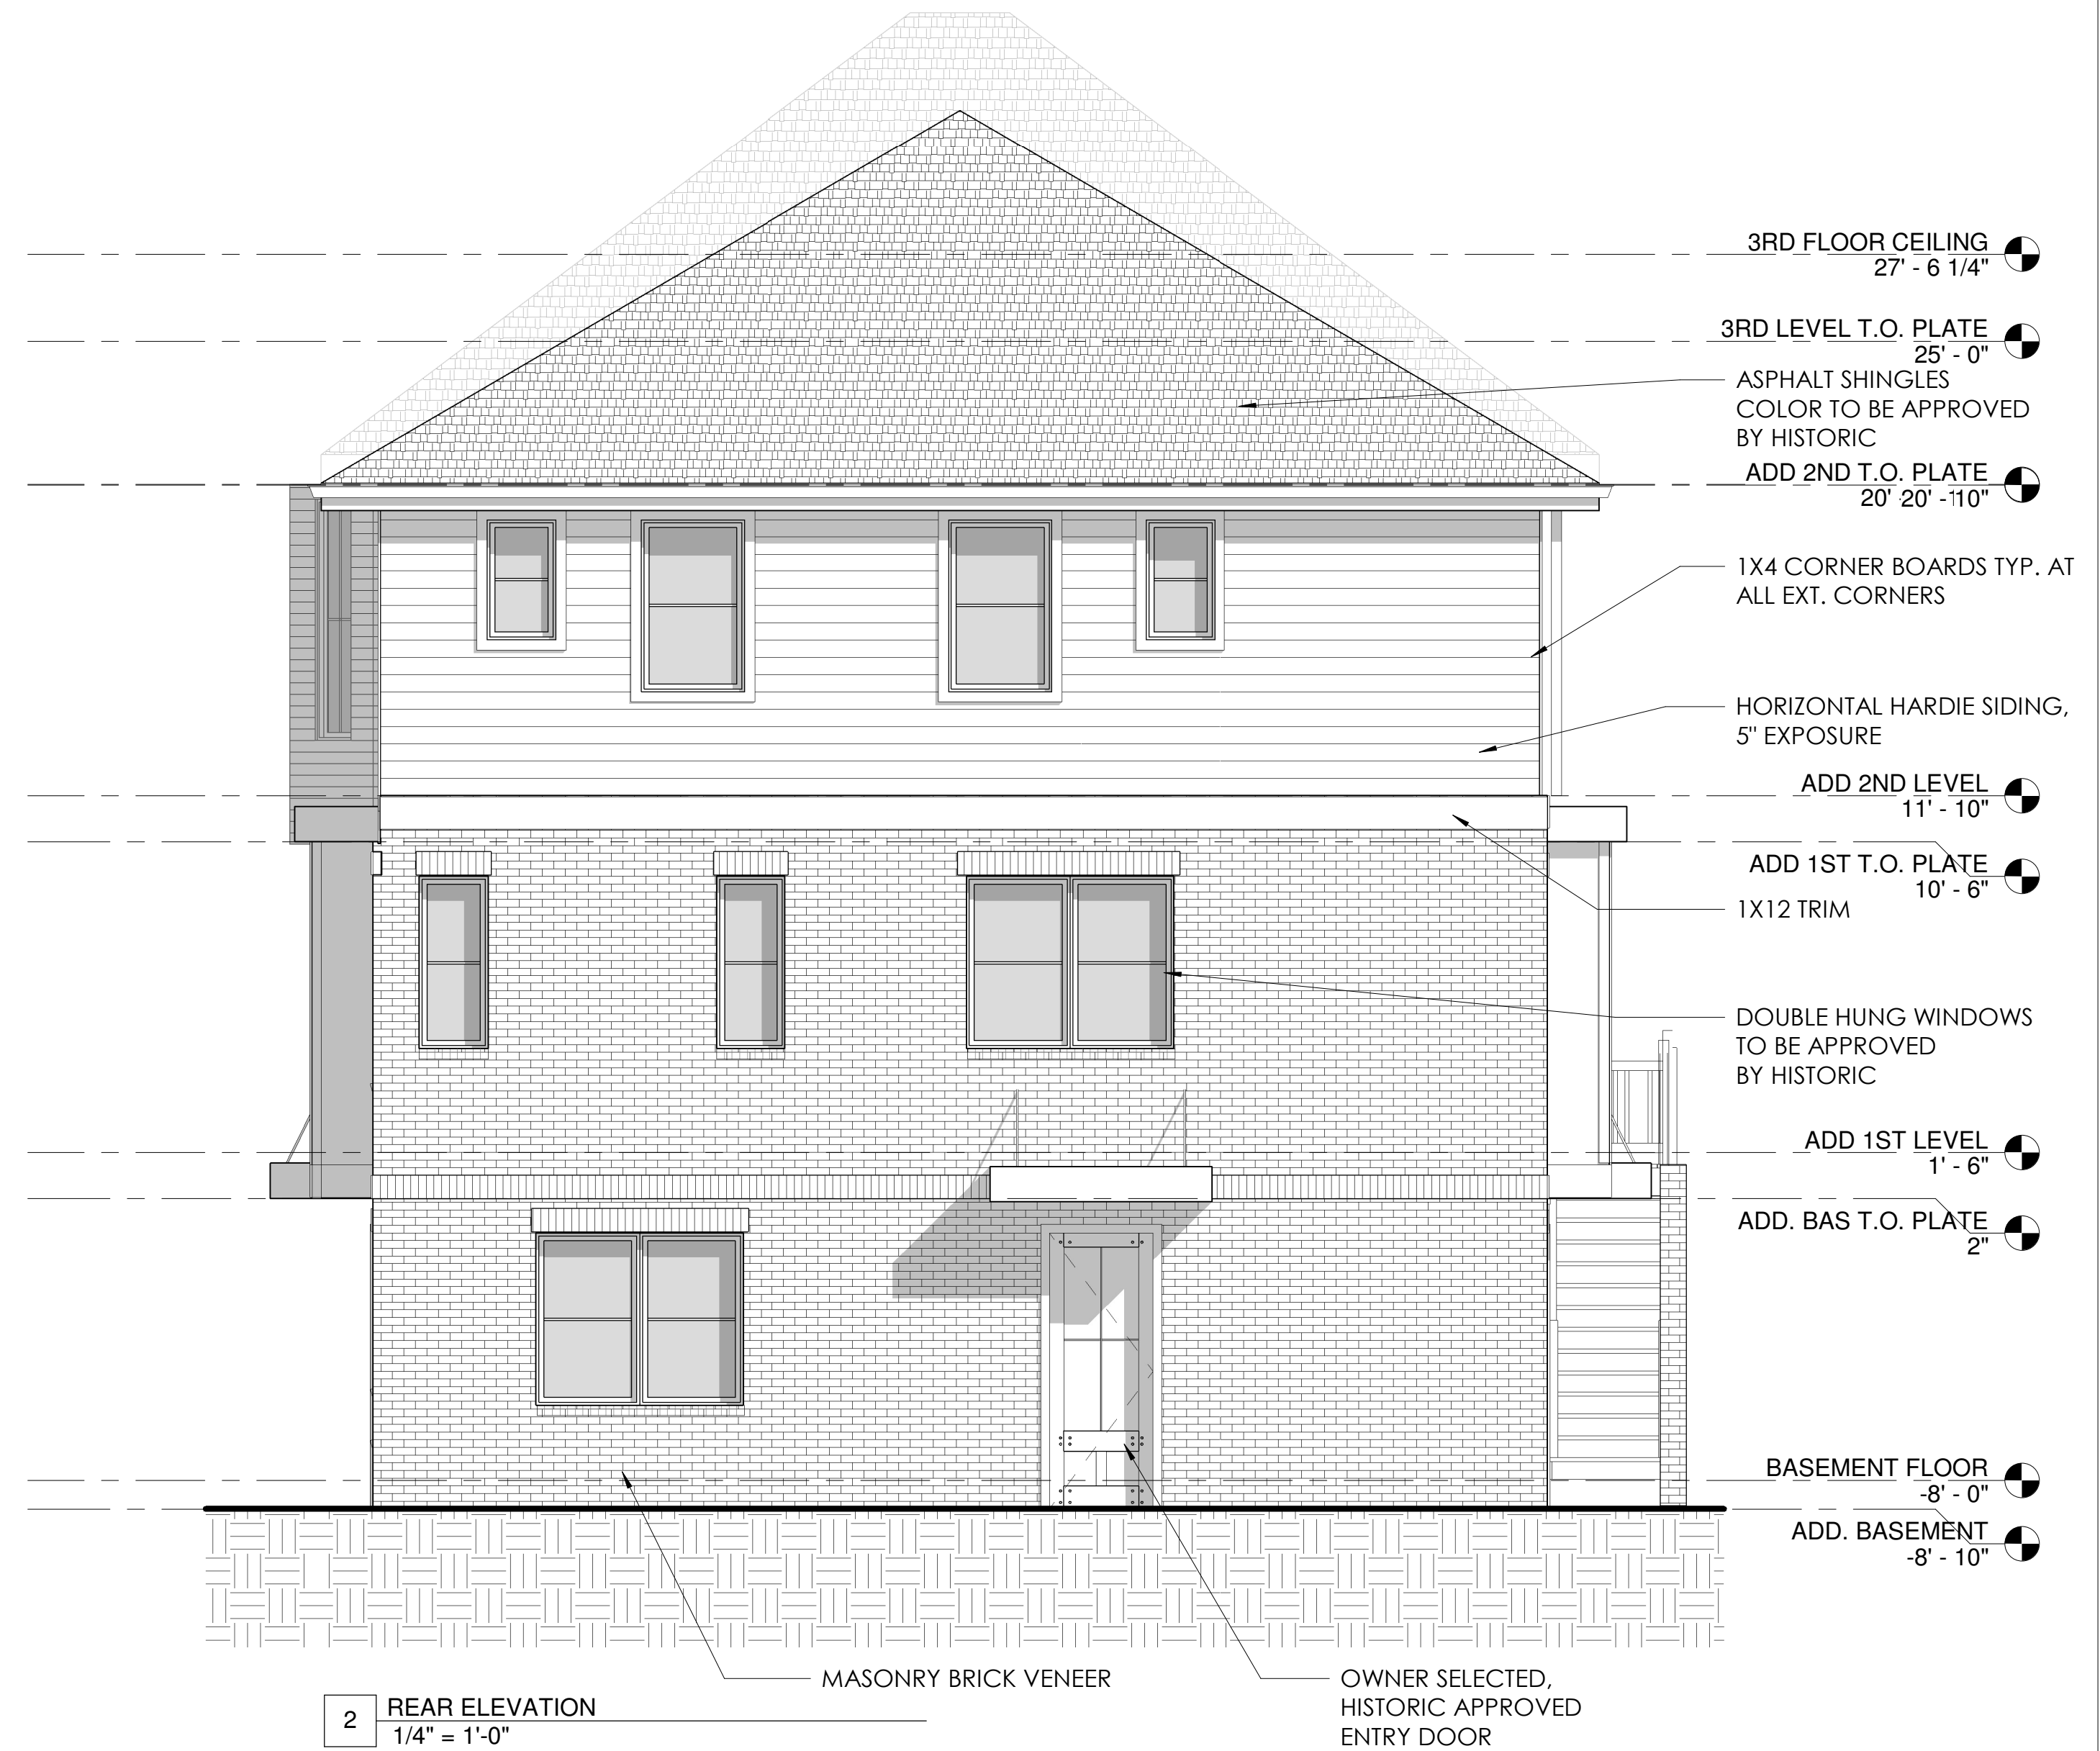 3RD FLOOR CEILING
27' - 6 1/4"
3RD LEVEL T.O. PLATE
25' - 0"
ASPHALT SHINGLES
COLOR TO BE APPROVED
BY HISTORIC
ADD 2ND T.O. PLATE
20' - 10"
1X4 CORNER BOARDS TYP. AT
ALL EXT. CORNERS
HORIZONTAL HARDIE SIDING,
5" EXPOSURE
ADD 2ND LEVEL
11' - 10"
ADD 1ST T.O. PLATE
10' - 6"
1X12 TRIM
DOUBLE HUNG WINDOWS
TO BE APPROVED
BY HISTORIC
ADD 1ST LEVEL
1' - 6"
ADD. BAS T.O. PLATE
2"
BASEMENT FLOOR
-8' - 0"
ADD. BASEMENT
-8' - 10"
MASONRY BRICK VENEER
OWNER SELECTED,
HISTORIC APPROVED
ENTRY DOOR
2
REAR ELEVATION
1/4" = 1'-0"